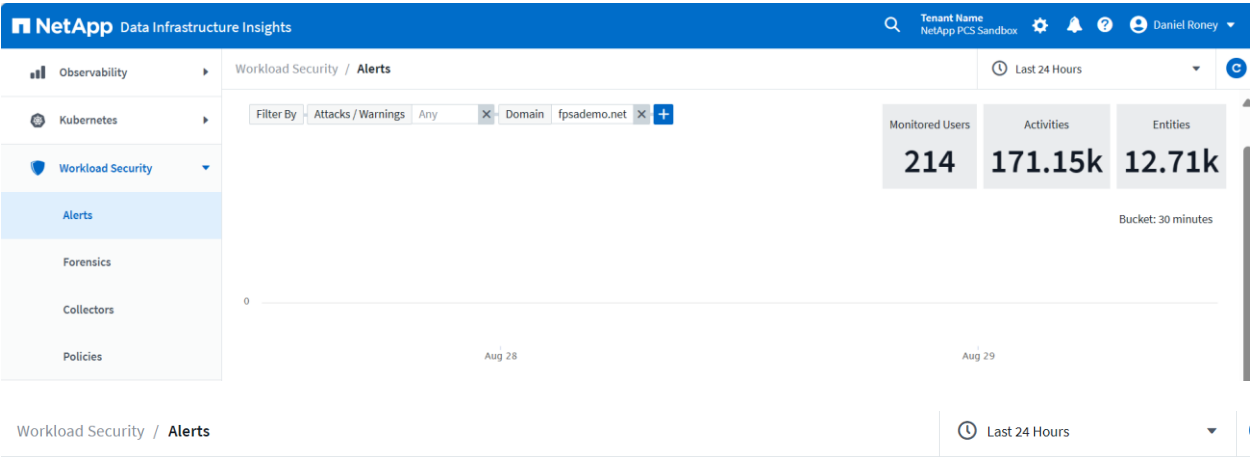 NetApp Data Infrastructure Insights
Tenant Name
NetApp PCS Sandbox
Daniel Roney
Observability
Kubernetes
Workload Security
Alerts
Forensics
Collectors
Policies
Workload Security / Alerts
Last 24 Hours
Filter By Attacks / Warnings Any Domain fpsademo.net
Monitored Users
214
Activities
171.15k
Entities
12.71k
Bucket: 30 minutes
0
Aug 28 Aug 29
Workload Security / Alerts
Last 24 Hours